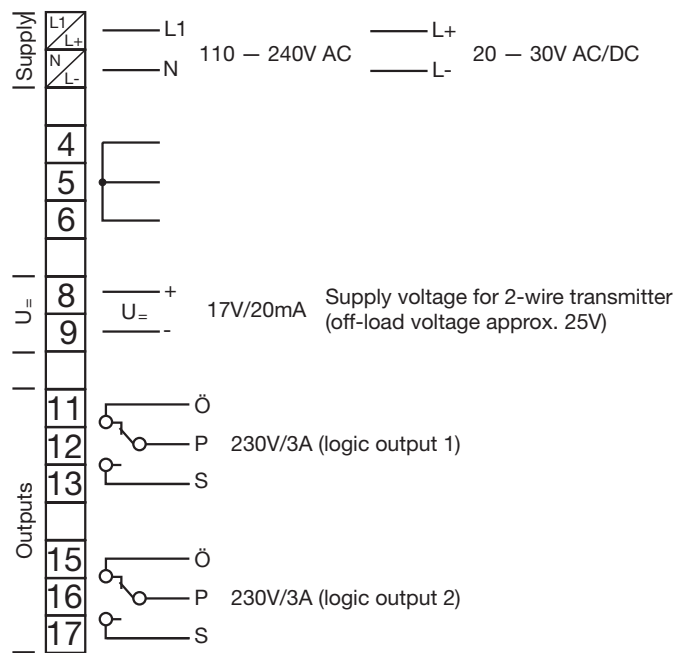 Supply
L1
L+
L1
110 — 240V AC
L+
20 — 30V AC/DC
N
L-
N
L-
4
5
6
U=
8
+
U=
17V/20mA
Supply voltage for 2-wire transmitter
(off-load voltage approx. 25V)
9
-
Outputs
11
Ö
12
P
230V/3A (logic output 1)
13
S
15
Ö
16
P
230V/3A (logic output 2)
17
S